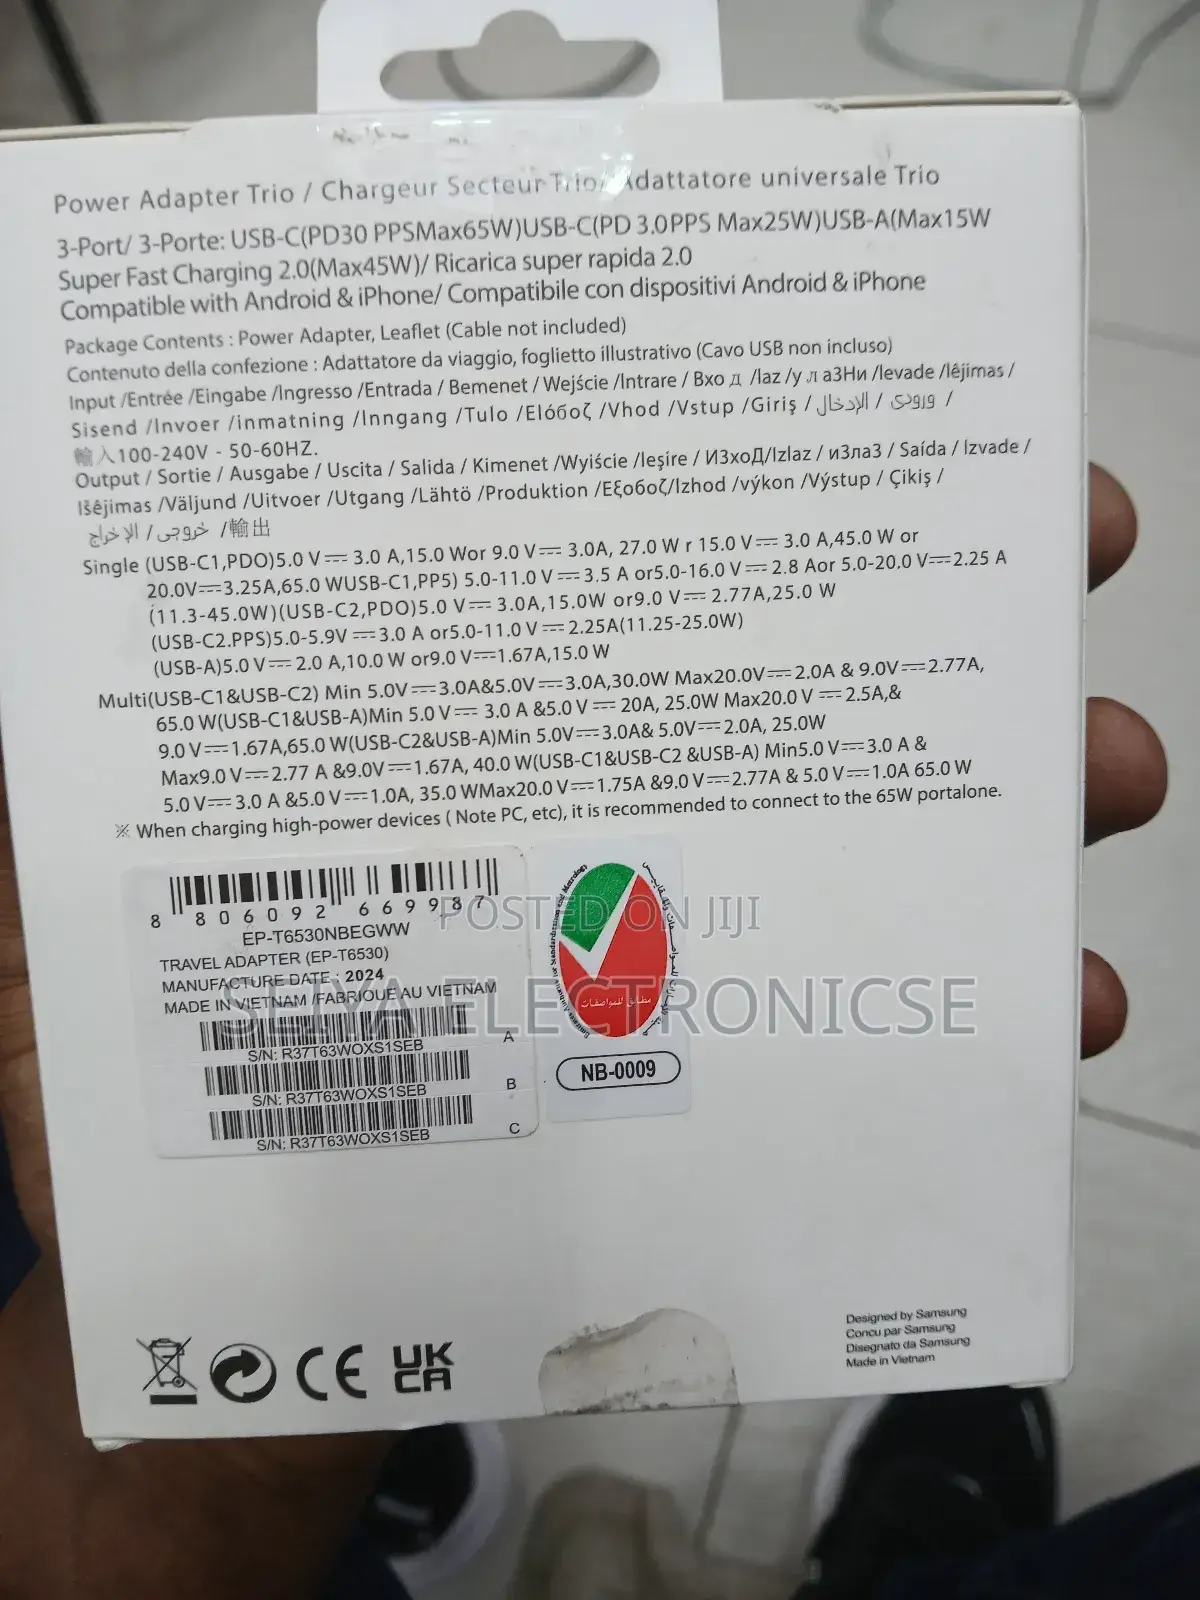 Power Adapter Trio / Chargeur Secteur Trio/ Adattatore universale Trio
3-Port/ 3-Porte: USB-C(PD30 PPSMax65W)USB-C(PD 3.0PPS Max25W)USB-A(Max15W
Super Fast Charging 2.0(Max45W)/ Ricarica super rapida 2.0
Compatible with Android & iPhone/ Compatibile con dispositivi Android & iPhone
Package Contents : Power Adapter, Leaflet (Cable not included)
Contenuto della confezione : Adattatore da viaggio, foglietto illustrativo (Cavo USB non incluso)
Input /Entrée /Eingabe /Ingresso /Entrada / Bemenet / Wejście /Intrare / Вхо д /laz /у л аЗНи /Ievade /Iêjimas /
Sisend /Invoer /inmatning /Inngang /Tulo /Είσοδος /Vhod /Vstup /Giriş / الإدخال / ورودی /
輸入100-240V - 50-60HZ.
Output / Sortie / Ausgabe / Uscita / Salida / Kimenet /Wyiście /Ieşire / ИЗхоД/Izlaz / иЗлаЗ / Saída / Izvade /
Išêjimas /Väljund /Uitvoer /Utgang /Lähtö /Produktion /Εξοδος/Izhod /výkon /Výstup / Çikiş /
الإخراج / خروجی /輸出
Single (USB-C1,PDO)5.0 V⎓ 3.0 A,15.0 Wor 9.0 V⎓ 3.0A, 27.0 W r 15.0 V⎓ 3.0 A,45.0 W or
20.0V⎓3.25A,65.0 WUSB-C1,PP5) 5.0-11.0 V⎓ 3.5 A or5.0-16.0 V⎓ 2.8 Aor 5.0-20.0 V⎓2.25 A
(11.3-45.0W)(USB-C2,PDO)5.0 V⎓ 3.0A,15.0W or9.0 V⎓ 2.77A,25.0 W
(USB-C2.PPS)5.0-5.9V ⎓3.0 A or5.0-11.0 V⎓ 2.25A(11.25-25.0W)
(USB-A)5.0 V⎓ 2.0 A,10.0 W or9.0 V⎓1.67A,15.0 W
Multi(USB-C1&USB-C2) Min 5.0V⎓3.0A&5.0V⎓3.0A,30.0W Max20.0V⎓2.0A & 9.0V⎓2.77A,
65.0 W(USB-C1&USB-A)Min 5.0 V⎓ 3.0 A &5.0 V⎓ 20A, 25.0W Max20.0 V ⎓2.5A,&
9.0 V⎓1.67A,65.0 W(USB-C2&USB-A)Min 5.0V⎓3.0A& 5.0V⎓2.0A, 25.0W
Max9.0 V⎓2.77 A &9.0V⎓1.67A, 40.0 W(USB-C1&USB-C2 &USB-A) Min5.0 V⎓3.0 A &
5.0 V⎓3.0 A &5.0 V⎓1.0A, 35.0 WMax20.0 V⎓1.75A &9.0 V⎓2.77A & 5.0 V⎓1.0A 65.0 W
※ When charging high-power devices ( Note PC, etc), it is recommended to connect to the 65W portalone.
8 806092 669987
EP-T6530NBEGWW
TRAVEL ADAPTER (EP-T6530)
MANUFACTURE DATE : 2024
MADE IN VIETNAM /FABRIQUE AU VIETNAM
S/N: R37T63WOXS1SEB A
S/N: R37T63WOXS1SEB B
S/N: R37T63WOXS1SEB C
مطابق للمواصفات
NB-0009
POSTED ON JIJI
SEIYA ELECTRONICSE
CE
UK
CA
Designed by Samsung
Concu par Samsung
Disegnato da Samsung
Made in Vietnam